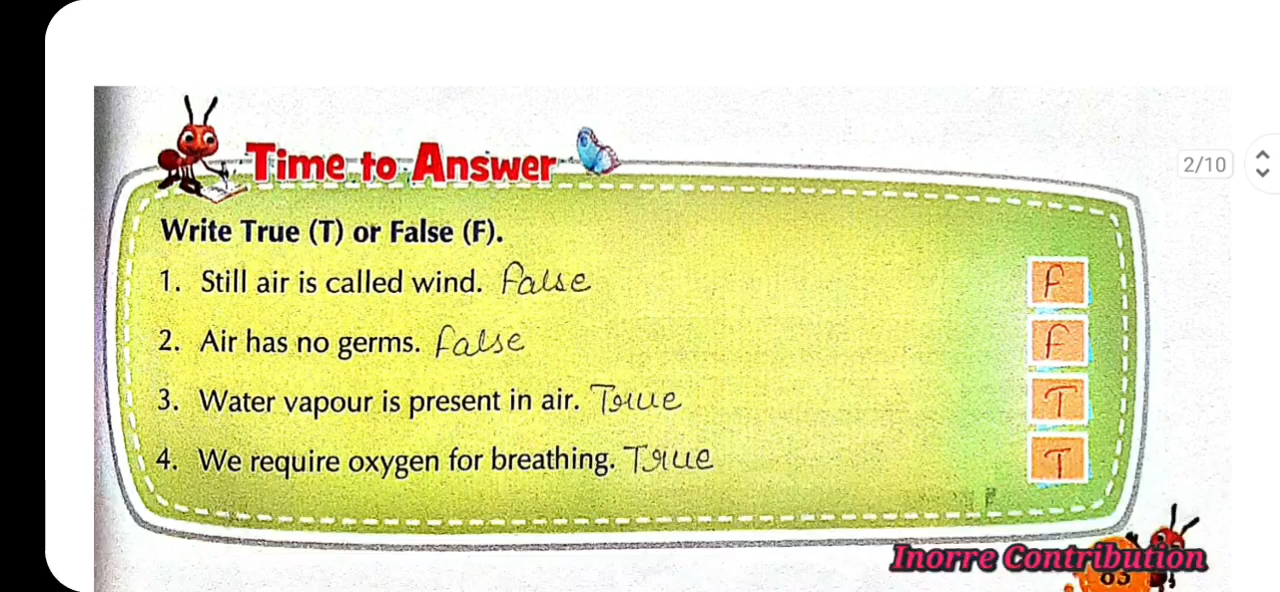 2/10
Time to Answer
Write True (T) or False (F).
1. Still air is called wind. False F
2. Air has no germs. False F
3. Water vapour is present in air. True T
4. We require oxygen for breathing. True T
Inorre Contribution